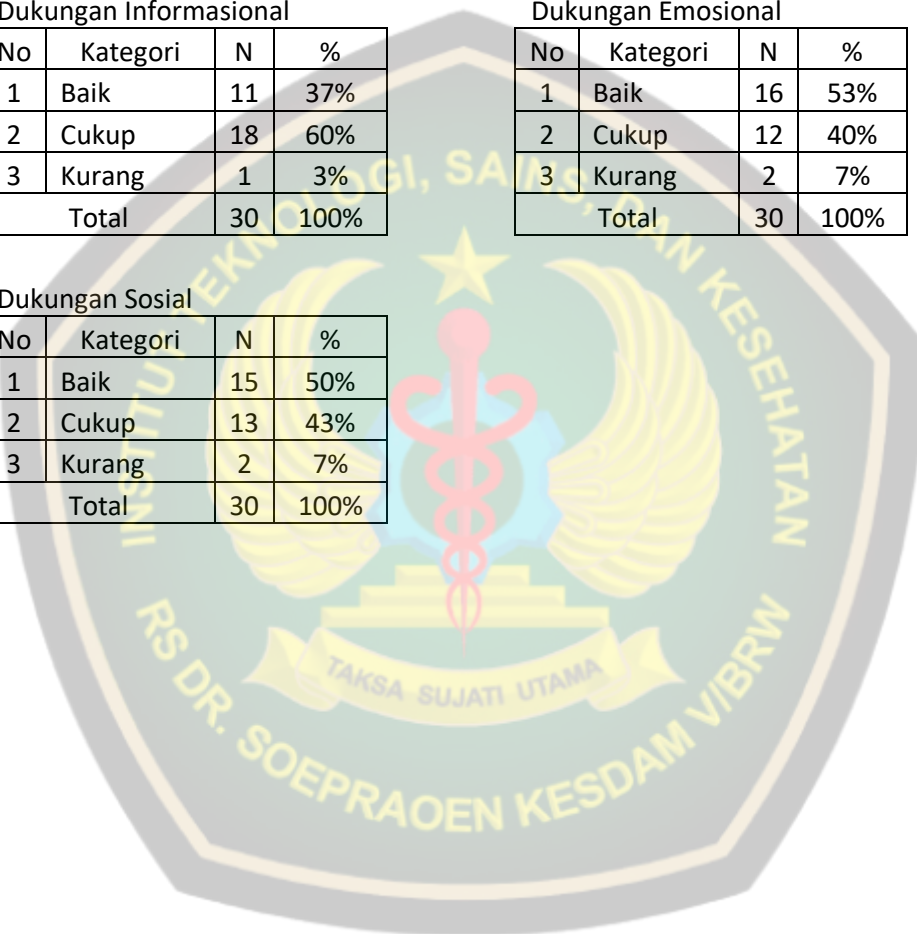 Dukungan Informasional
No Kategori N %
1 Baik 11 37%
2 Cukup 18 60%
3 Kurang 1 3%
Total 30 100%
Dukungan Emosional
No Kategori N %
1 Baik 16 53%
2 Cukup 12 40%
3 Kurang 2 7%
Total 30 100%
Dukungan Sosial
No Kategori N %
1 Baik 15 50%
2 Cukup 13 43%
3 Kurang 2 7%
Total 30 100%
INSTITUT TEKNOLOGI, SAINS, DAN KESEHATAN
TAKSA SUJATI UTAMA
RS DR. SOEPRAOEN KESDAM V/BRW